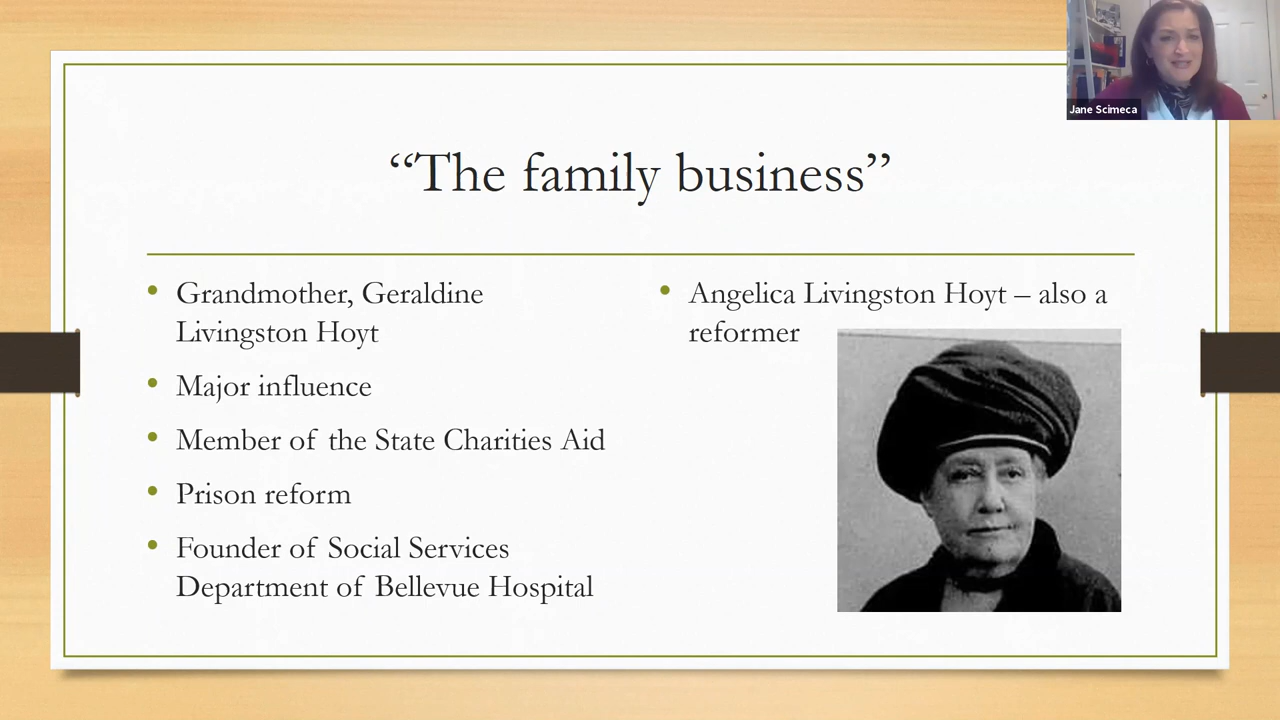 Jane Scimeca
“The family business”
• Grandmother, Geraldine
Livingston Hoyt
• Major influence
• Member of the State Charities Aid
• Prison reform
• Founder of Social Services
Department of Bellevue Hospital
• Angelica Livingston Hoyt – also a
reformer